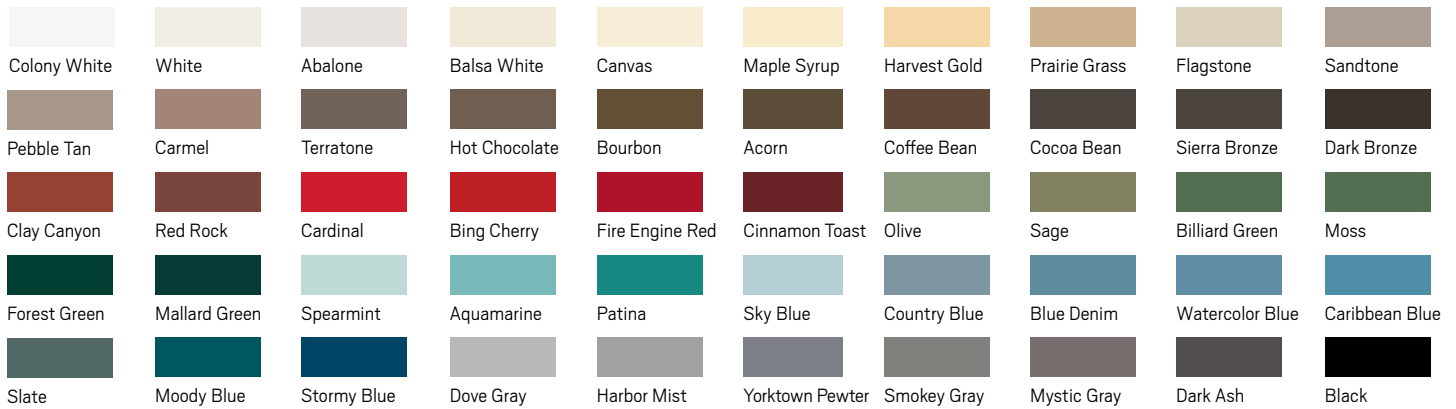 Colony White White Abalone Balsa White Canvas Maple Syrup Harvest Gold Prairie Grass Flagstone Sandtone
Pebble Tan Carmel Terratone Hot Chocolate Bourbon Acorn Coffee Bean Cocoa Bean Sierra Bronze Dark Bronze
Clay Canyon Red Rock Cardinal Bing Cherry Fire Engine Red Cinnamon Toast Olive Sage Billiard Green Moss
Forest Green Mallard Green Spearmint Aquamarine Patina Sky Blue Country Blue Blue Denim Watercolor Blue Caribbean Blue
Slate Moody Blue Stormy Blue Dove Gray Harbor Mist Yorktown Pewter Smokey Gray Mystic Gray Dark Ash Black